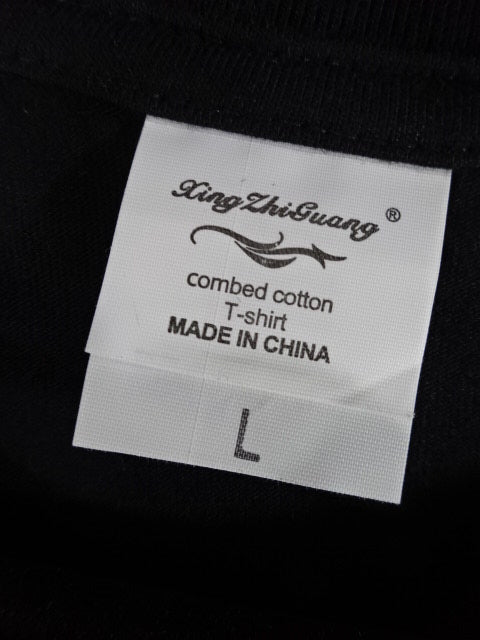 XingZhiGuang®
combed cotton
T-shirt
MADE IN CHINA
L